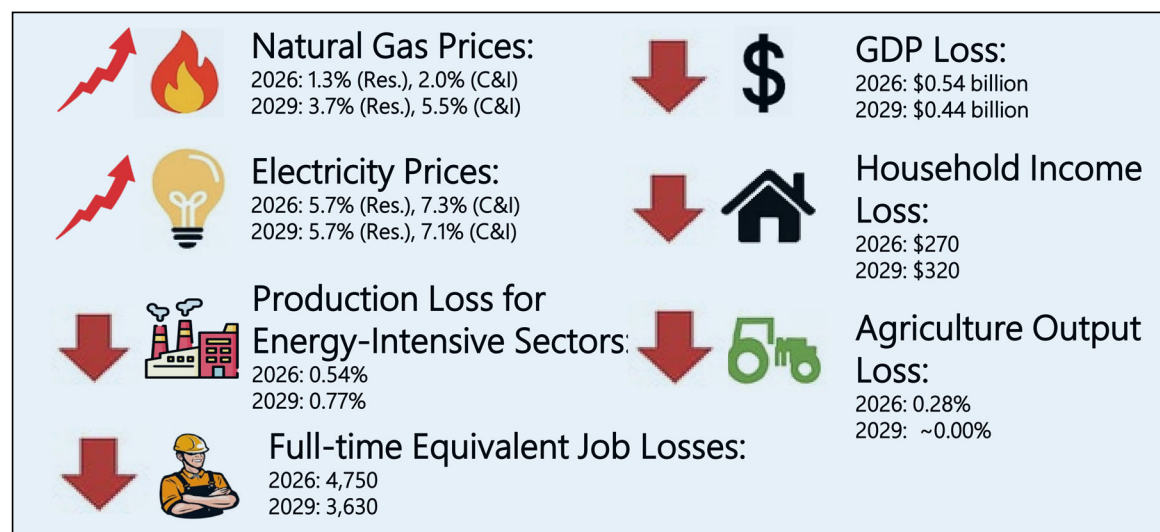 Natural Gas Prices:
2026: 1.3% (Res.), 2.0% (C&I)
2029: 3.7% (Res.), 5.5% (C&I)
Electricity Prices:
2026: 5.7% (Res.), 7.3% (C&I)
2029: 5.7% (Res.), 7.1% (C&I)
Production Loss for
Energy-Intensive Sectors:
2026: 0.54%
2029: 0.77%
Full-time Equivalent Job Losses:
2026: 4,750
2029: 3,630
$
GDP Loss:
2026: $0.54 billion
2029: $0.44 billion
Household Income
Loss:
2026: $270
2029: $320
Agriculture Output
Loss:
2026: 0.28%
2029: ~0.00%